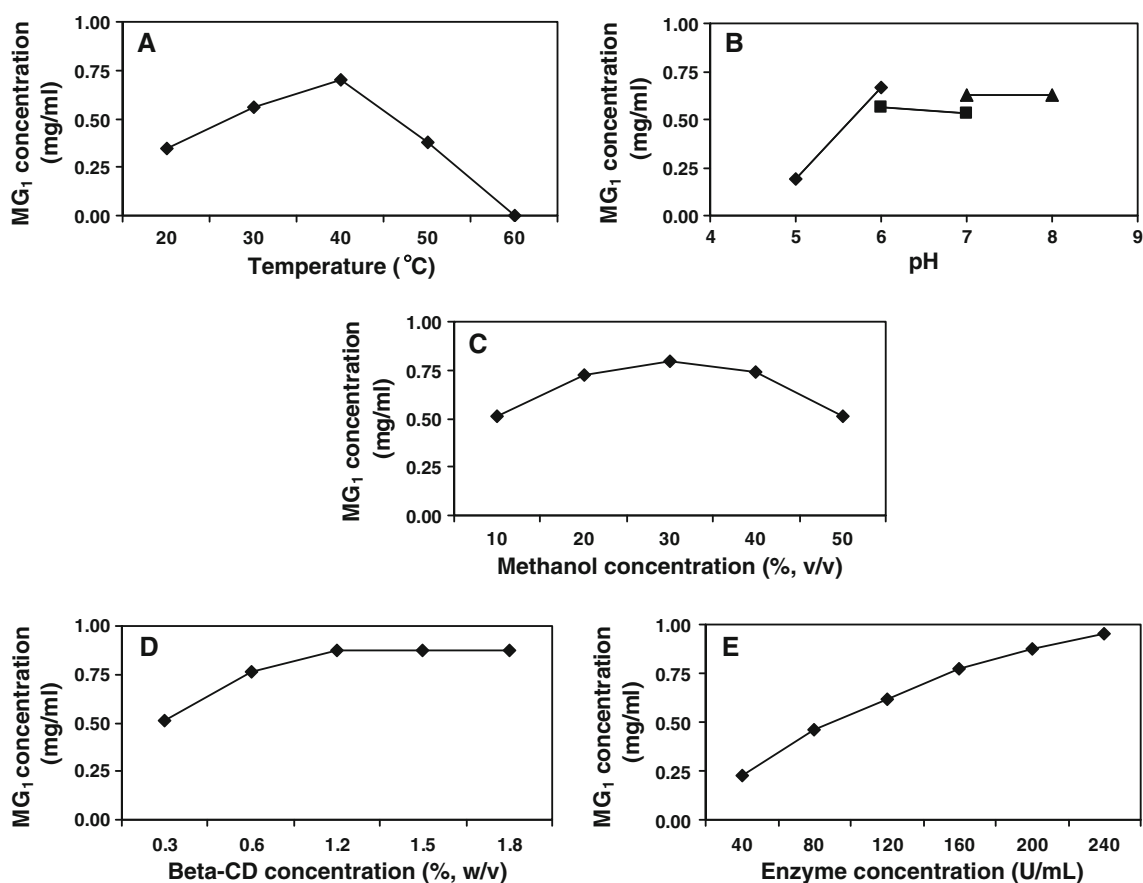 A
MG₁ concentration
(mg/ml)
1.00
0.75
0.50
0.25
0.00
20 30 40 50 60
Temperature (°C)
B
MG₁ concentration
(mg/ml)
1.00
0.75
0.50
0.25
0.00
4 5 6 7 8 9
pH
C
MG₁ concentration
(mg/ml)
1.00
0.75
0.50
0.25
0.00
10 20 30 40 50
Methanol concentration (%, v/v)
D
MG₁ concentration
(mg/ml)
1.00
0.75
0.50
0.25
0.00
0.3 0.6 1.2 1.5 1.8
Beta-CD concentration (%, w/v)
E
MG₁ concentration
(mg/ml)
1.00
0.75
0.50
0.25
0.00
40 80 120 160 200 240
Enzyme concentration (U/mL)